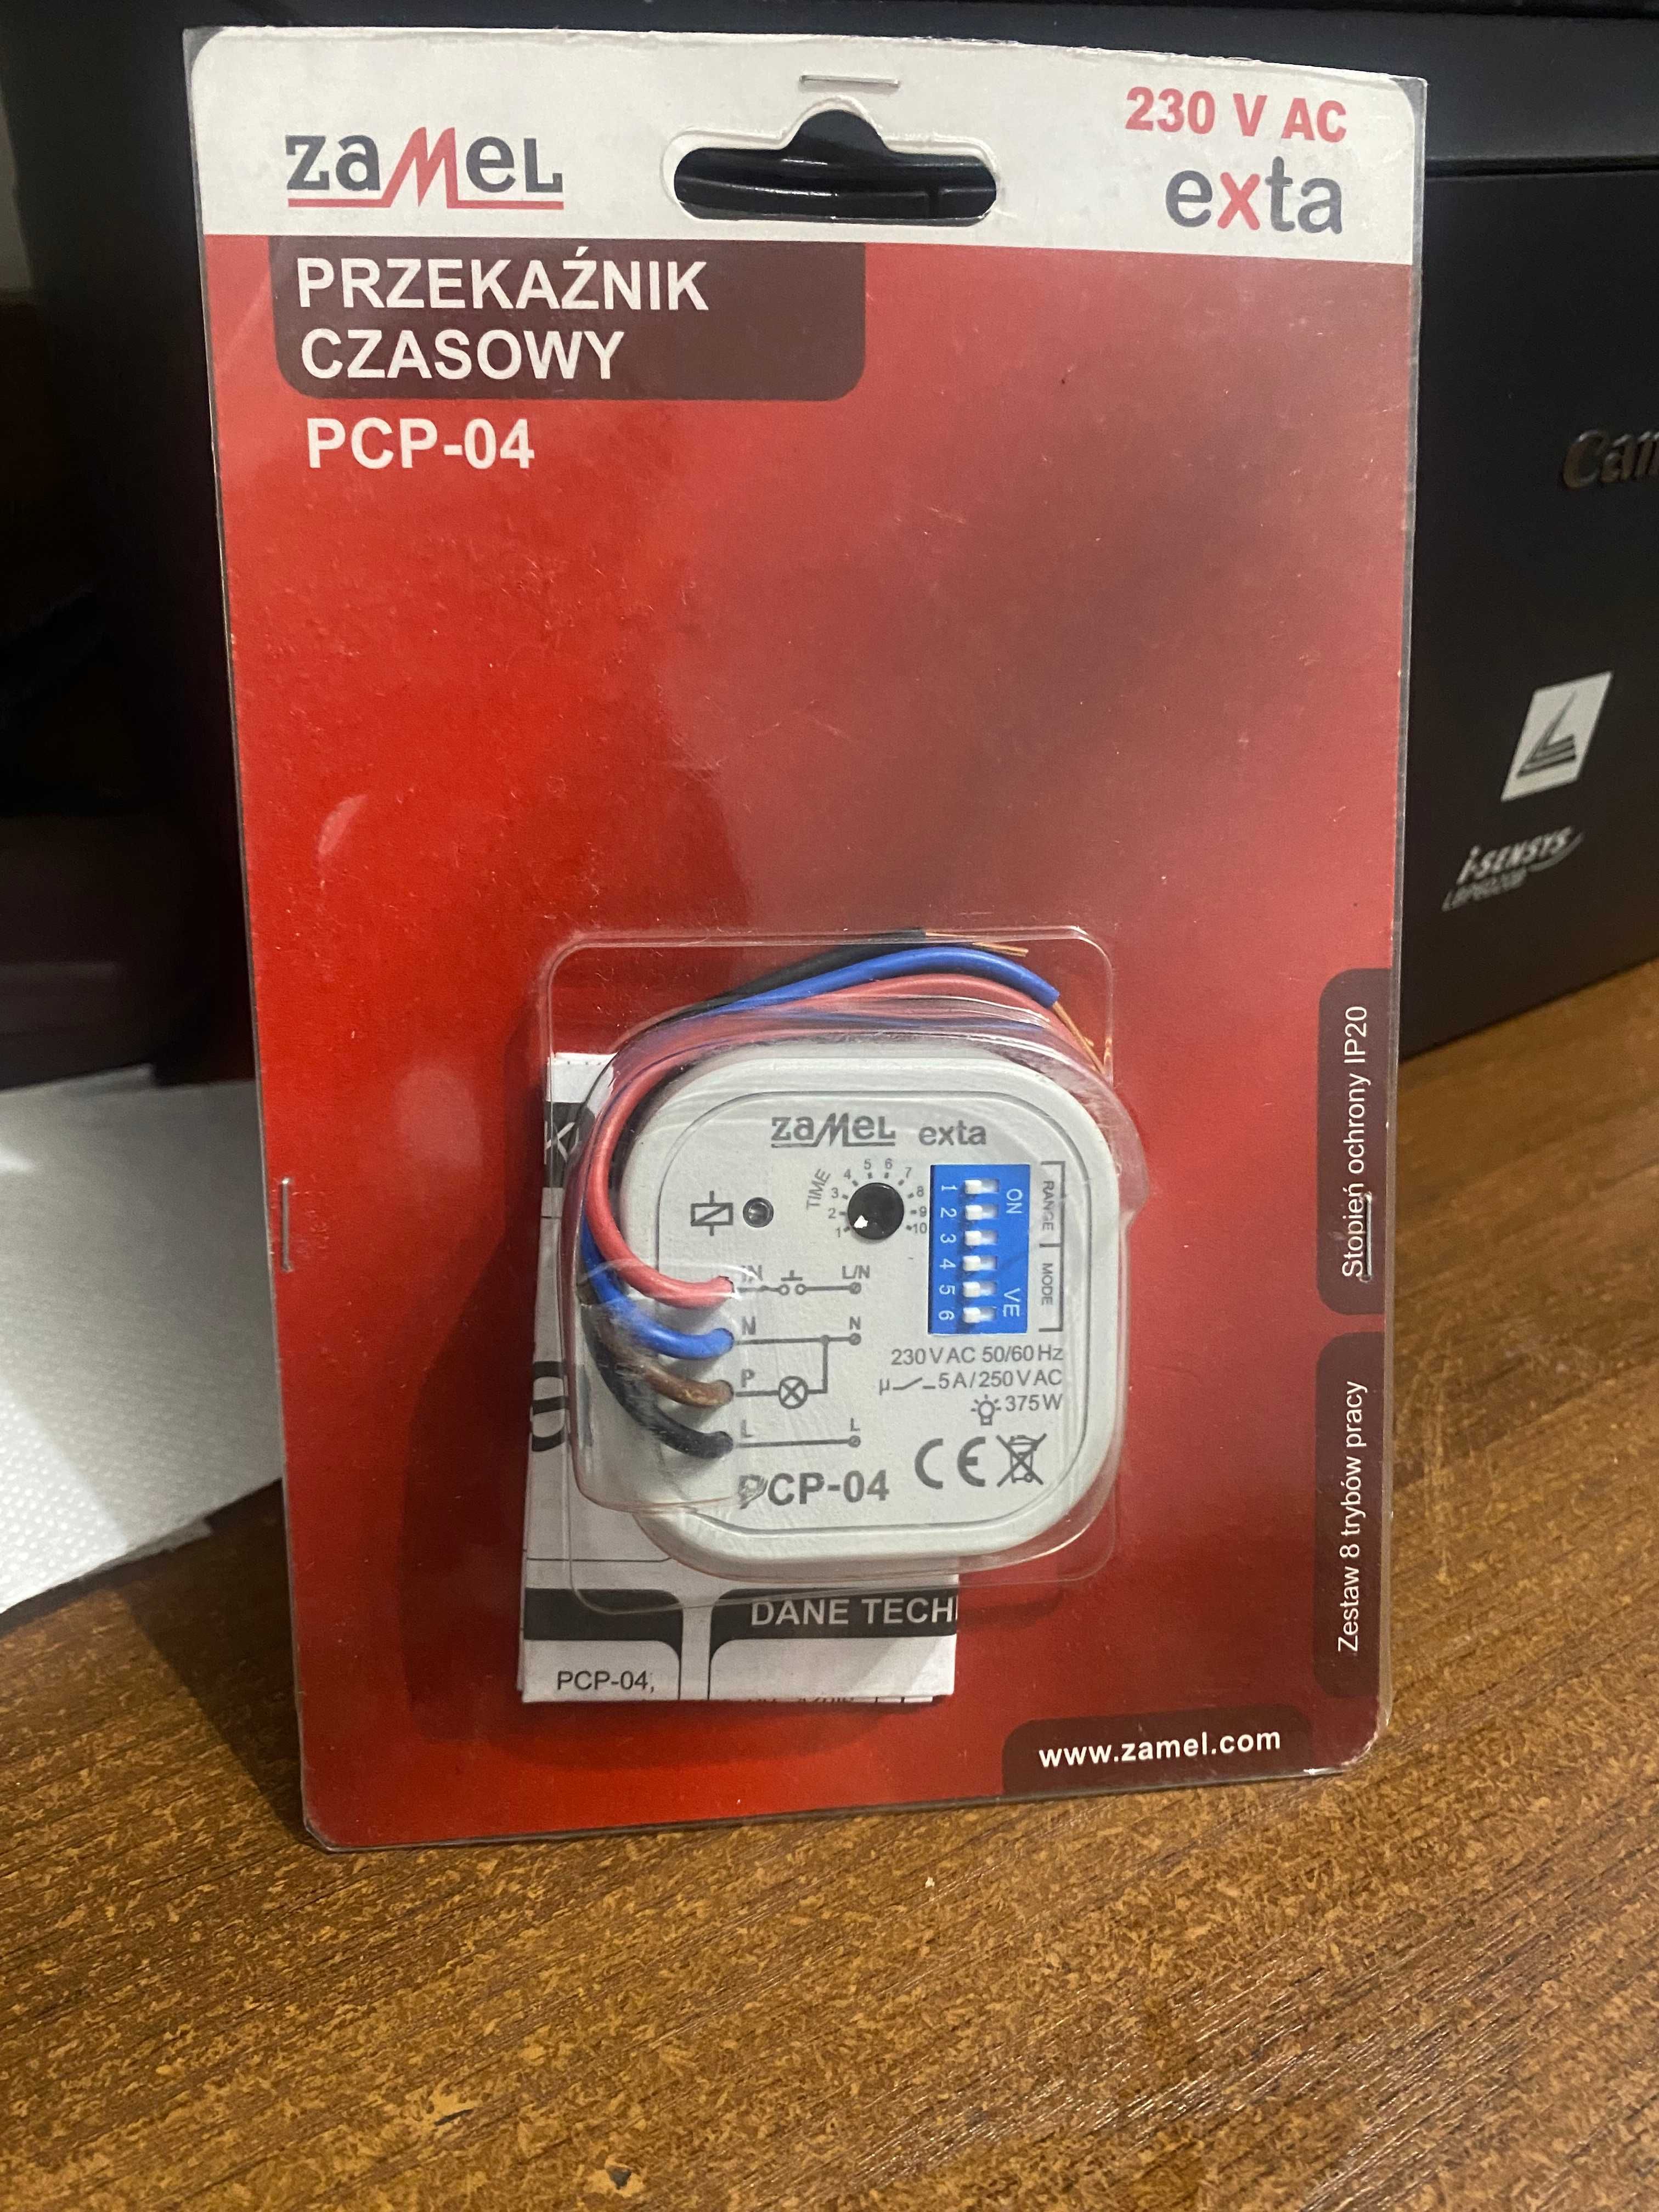 zamel
230 V AC
exta
PRZEKAŹNIK
CZASOWY
PCP-04
Can
i-SENSYS
Stopień ochrony IP20
Zestaw 8 trybów pracy
zamel exta
TIME
1 2 3 4 5 6 7 8 9 10
ON
1 2 3 4 5 6
VE
RANGE
MODE
IN L/N
N N
P
L L
230 V AC 50/60 Hz
µ 5 A / 250 V AC
375 W
CE
PCP-04
DANE TECH
PCP-04,
www.zamel.com